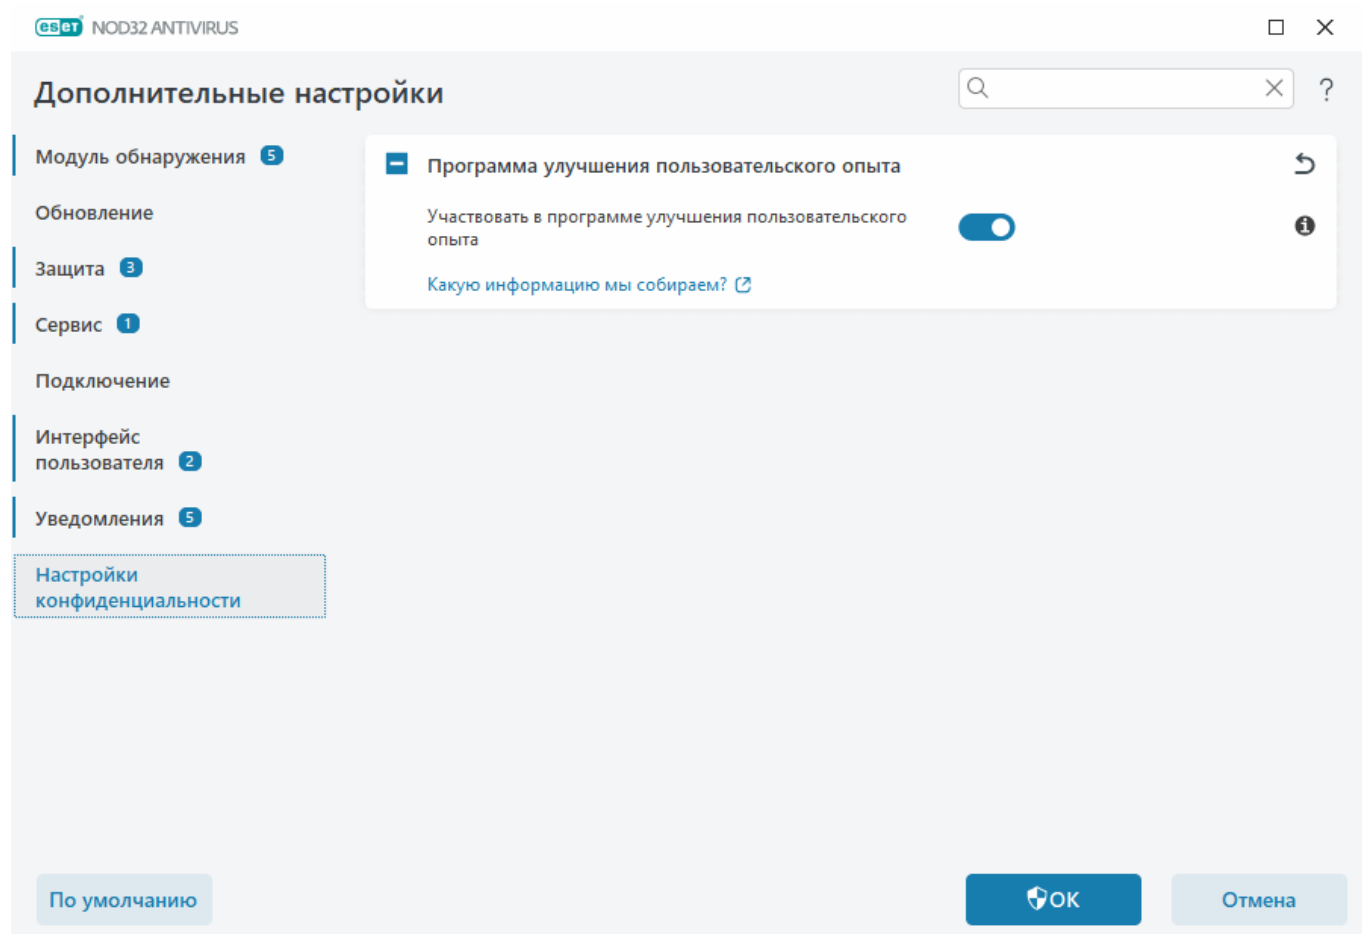 eset NOD32 ANTIVIRUS
Дополнительные настройки
?
Модуль обнаружения 5
Обновление
Защита 3
Сервис 1
Подключение
Интерфейс
пользователя 2
Уведомления 5
Настройки
конфиденциальности
Программа улучшения пользовательского опыта
Участвовать в программе улучшения пользовательского
опыта
Какую информацию мы собираем?
По умолчанию
ОК
Отмена